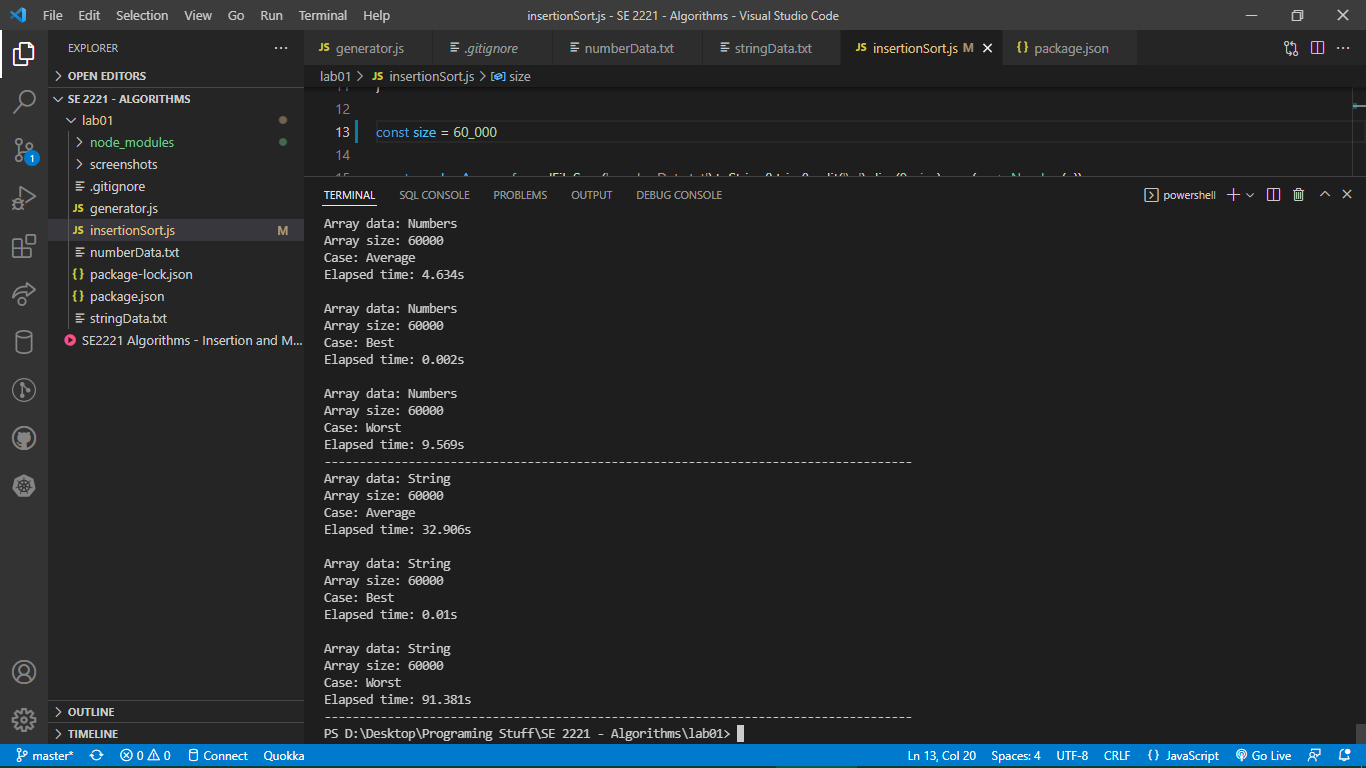 File Edit Selection View Go Run Terminal Help insertionSort.js - SE 2221 - Algorithms - Visual Studio Code
EXPLORER
OPEN EDITORS
SE 2221 - ALGORITHMS
lab01
node_modules
screenshots
.gitignore
generator.js
insertionSort.js M
numberData.txt
package-lock.json
package.json
stringData.txt
SE2221 Algorithms - Insertion and M...
OUTLINE
TIMELINE
1
generator.js .gitignore numberData.txt stringData.txt insertionSort.js M package.json
lab01 > JS insertionSort.js > size
12
13 const size = 60_000
14
TERMINAL SQL CONSOLE PROBLEMS OUTPUT DEBUG CONSOLE powershell
Array data: Numbers
Array size: 60000
Case: Average
Elapsed time: 4.634s
Array data: Numbers
Array size: 60000
Case: Best
Elapsed time: 0.002s
Array data: Numbers
Array size: 60000
Case: Worst
Elapsed time: 9.569s
------------------------------------------------------------------------------------
Array data: String
Array size: 60000
Case: Average
Elapsed time: 32.906s
Array data: String
Array size: 60000
Case: Best
Elapsed time: 0.01s
Array data: String
Array size: 60000
Case: Worst
Elapsed time: 91.381s
------------------------------------------------------------------------------------
PS D:\Desktop\Programing Stuff\SE 2221 - Algorithms\lab01>
master* 0 0 Connect Quokka Ln 13, Col 20 Spaces: 4 UTF-8 CRLF {} JavaScript Go Live